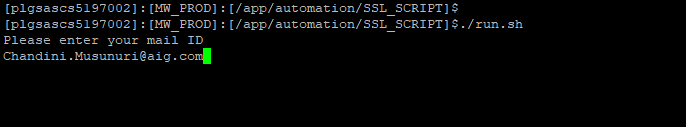 [plgsascs5197002]:[MW_PROD]:[/app/automation/SSL_SCRIPT]$
[plgsascs5197002]:[MW_PROD]:[/app/automation/SSL_SCRIPT]$./run.sh
Please enter your mail ID
Chandini.Musunuri@aig.com